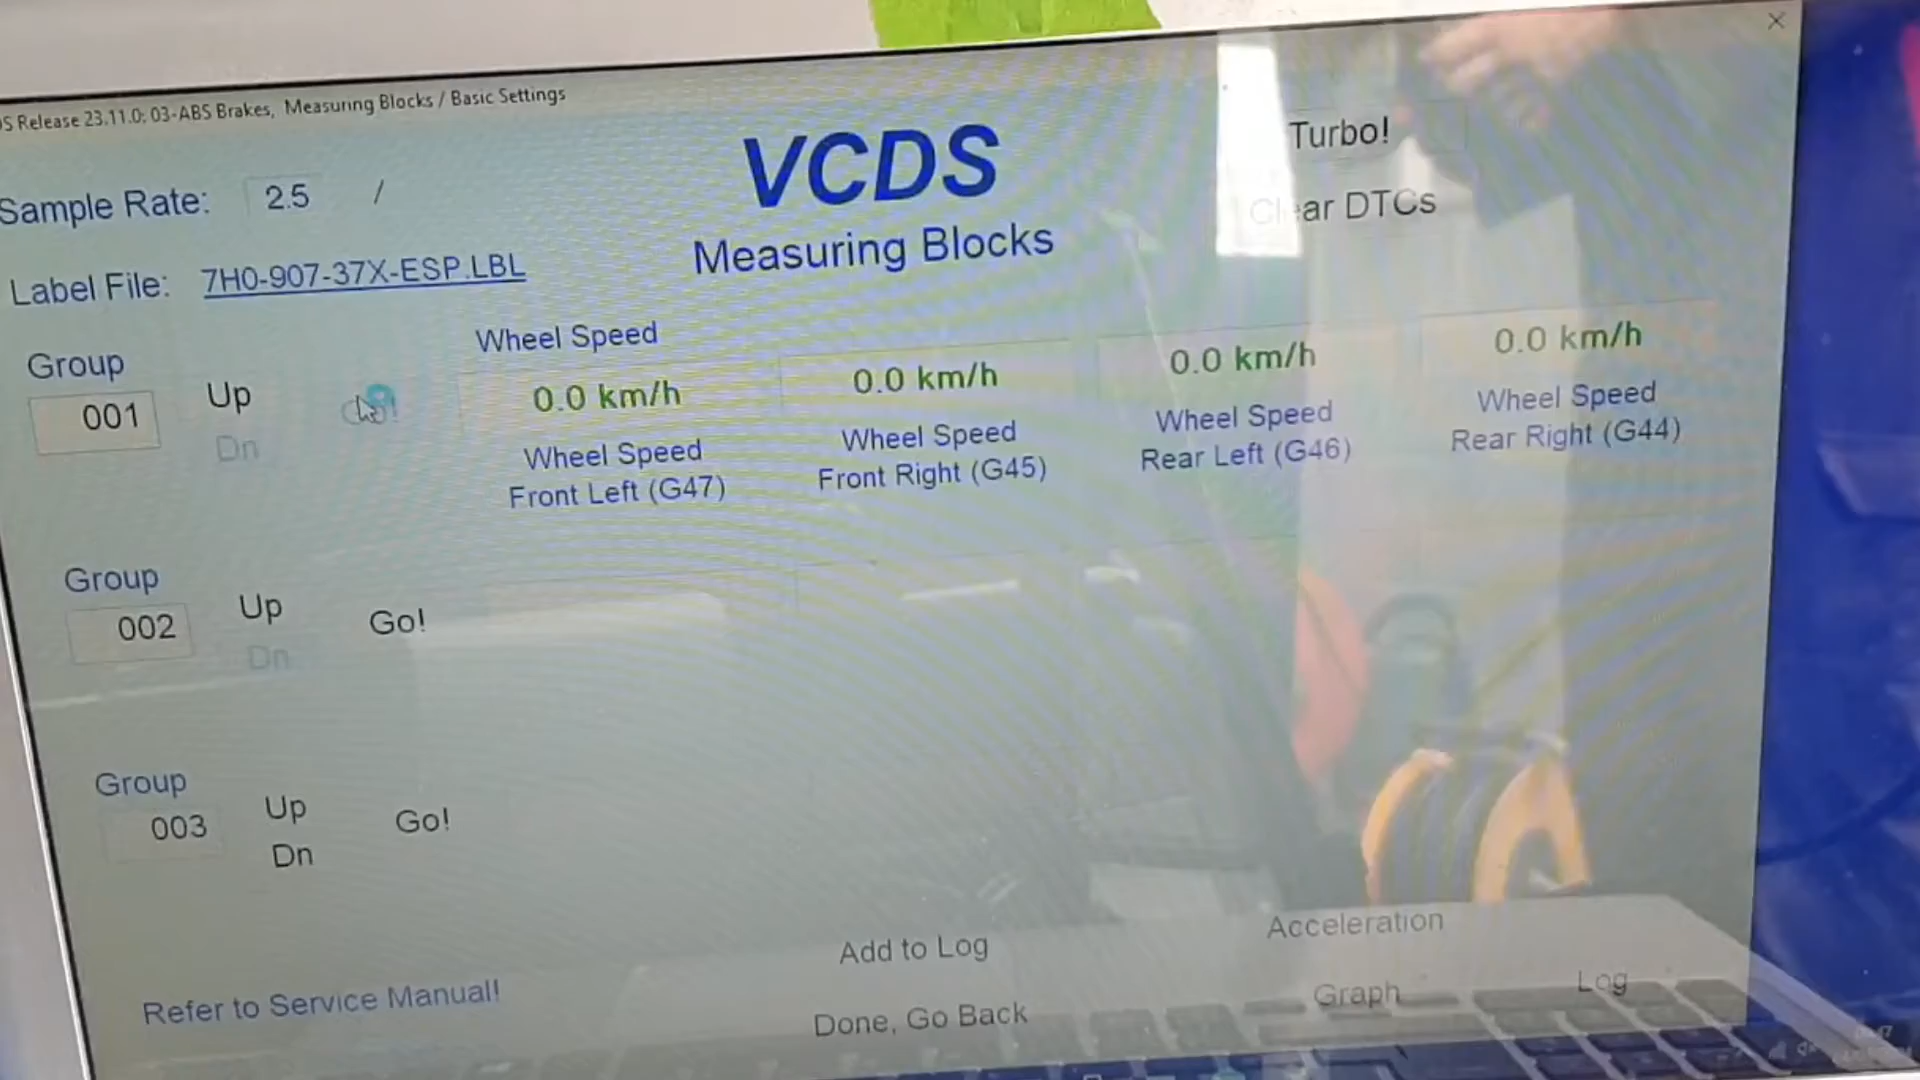 S Release 23.11.0: 03-ABS Brakes, Measuring Blocks / Basic Settings
VCDS
Measuring Blocks
Turbo!
Clear DTCs
Sample Rate: 2.5 /
Label File: 7H0-907-37X-ESP.LBL
Group
001
Up
Dn
Wheel Speed
0.0 km/h
Wheel Speed
Front Left (G47)
0.0 km/h
Wheel Speed
Front Right (G45)
0.0 km/h
Wheel Speed
Rear Left (G46)
0.0 km/h
Wheel Speed
Rear Right (G44)
Group
002
Up
Dn
Go!
Group
003
Up
Dn
Go!
Refer to Service Manual!
Add to Log
Done, Go Back
Acceleration
Graph
Log